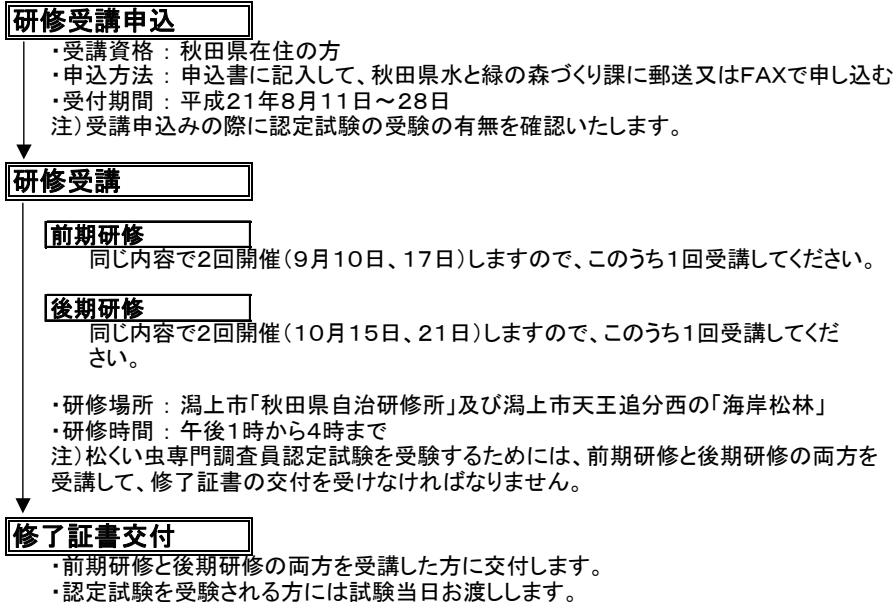 研修受講申込
・受講資格 : 秋田県在住の方
・申込方法 : 申込書に記入して、秋田県水と緑の森づくり課に郵送又はFAXで申し込む
・受付期間 : 平成21年8月11日～28日
注)受講申込みの際に認定試験の受験の有無を確認いたします。
研修受講
前期研修
同じ内容で2回開催(9月10日、17日)しますので、このうち1回受講してください。
後期研修
同じ内容で2回開催(10月15日、21日)しますので、このうち1回受講してくだ
さい。
・研修場所 : 潟上市「秋田県自治研修所」及び潟上市天王追分西の「海岸松林」
・研修時間 : 午後1時から4時まで
注)松くい虫専門調査員認定試験を受験するためには、前期研修と後期研修の両方を
受講して、修了証書の交付を受けなければなりません。
修了証書交付
・前期研修と後期研修の両方を受講した方に交付します。
・認定試験を受験される方には試験当日お渡しします。